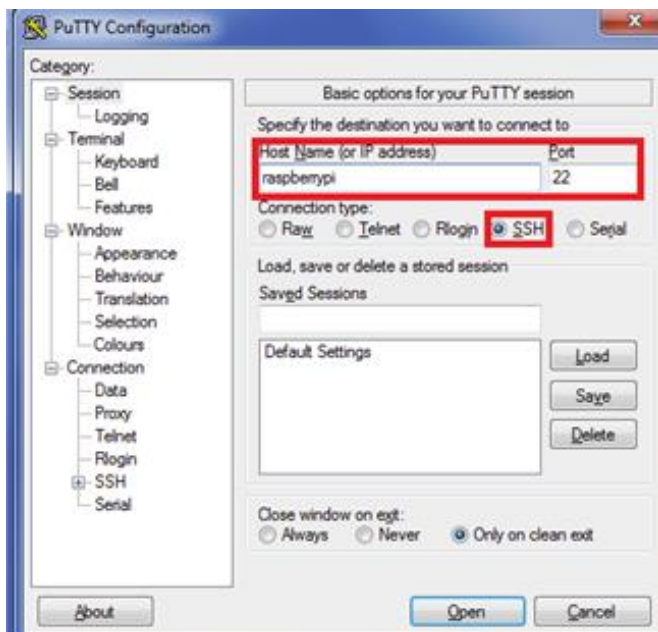 PuTTY Configuration
Category:
Session
Logging
Terminal
Keyboard
Bell
Features
Window
Appearance
Behaviour
Translation
Selection
Colours
Connection
Data
Proxy
Telnet
Rlogin
SSH
Serial
Basic options for your PuTTY session
Specify the destination you want to connect to
Host Name (or IP address) Port
raspberrypi 22
Connection type:
Raw Telnet Rlogin SSH Serial
Load, save or delete a stored session
Saved Sessions
Default Settings
Load
Save
Delete
Close window on exit:
Always Never Only on clean exit
About Open Cancel